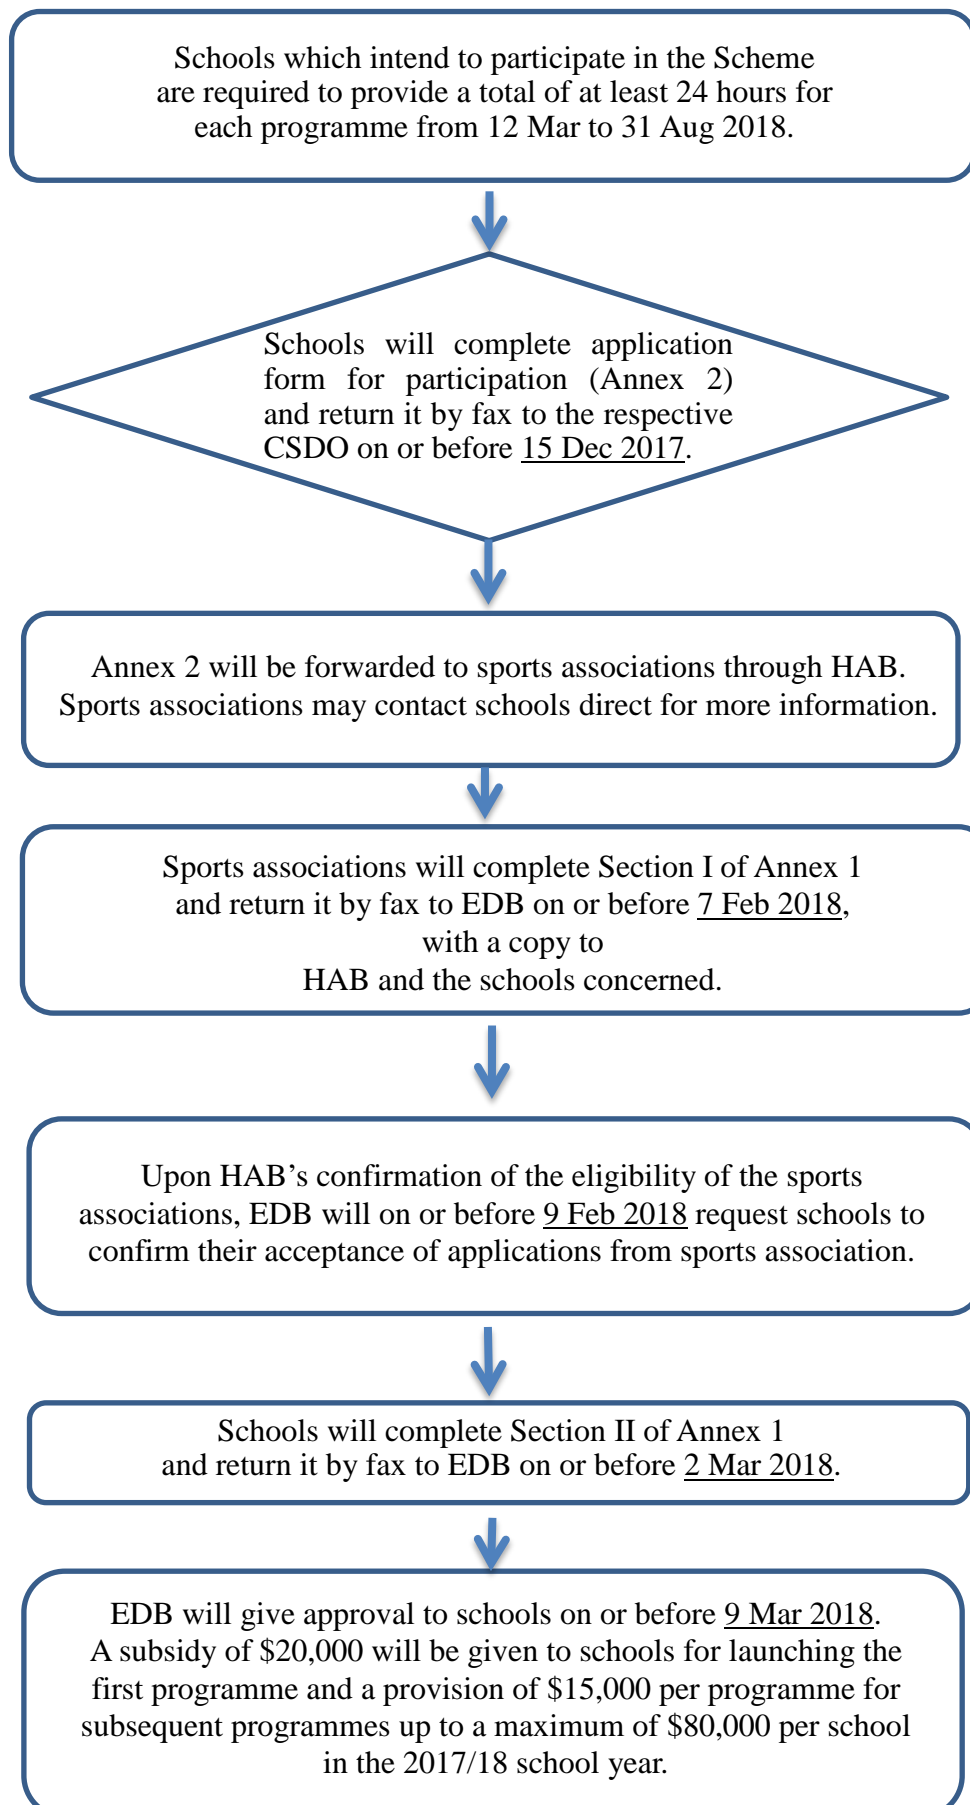 Schools which intend to participate in the Scheme
are required to provide a total of at least 24 hours for
each programme from 12 Mar to 31 Aug 2018.
Schools will complete application
form for participation (Annex 2)
and return it by fax to the respective
CSDO on or before 15 Dec 2017.
Annex 2 will be forwarded to sports associations through HAB.
Sports associations may contact schools direct for more information.
Sports associations will complete Section I of Annex 1
and return it by fax to EDB on or before 7 Feb 2018,
with a copy to
HAB and the schools concerned.
Upon HAB’s confirmation of the eligibility of the sports
associations, EDB will on or before 9 Feb 2018 request schools to
confirm their acceptance of applications from sports association.
Schools will complete Section II of Annex 1
and return it by fax to EDB on or before 2 Mar 2018.
EDB will give approval to schools on or before 9 Mar 2018.
A subsidy of $20,000 will be given to schools for launching the
first programme and a provision of $15,000 per programme for
subsequent programmes up to a maximum of $80,000 per school
in the 2017/18 school year.